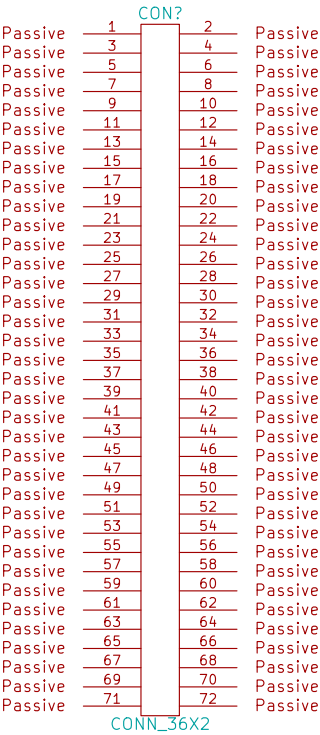 CON?
Passive 1 2 Passive
Passive 3 4 Passive
Passive 5 6 Passive
Passive 7 8 Passive
Passive 9 10 Passive
Passive 11 12 Passive
Passive 13 14 Passive
Passive 15 16 Passive
Passive 17 18 Passive
Passive 19 20 Passive
Passive 21 22 Passive
Passive 23 24 Passive
Passive 25 26 Passive
Passive 27 28 Passive
Passive 29 30 Passive
Passive 31 32 Passive
Passive 33 34 Passive
Passive 35 36 Passive
Passive 37 38 Passive
Passive 39 40 Passive
Passive 41 42 Passive
Passive 43 44 Passive
Passive 45 46 Passive
Passive 47 48 Passive
Passive 49 50 Passive
Passive 51 52 Passive
Passive 53 54 Passive
Passive 55 56 Passive
Passive 57 58 Passive
Passive 59 60 Passive
Passive 61 62 Passive
Passive 63 64 Passive
Passive 65 66 Passive
Passive 67 68 Passive
Passive 69 70 Passive
Passive 71 72 Passive
CONN_36X2